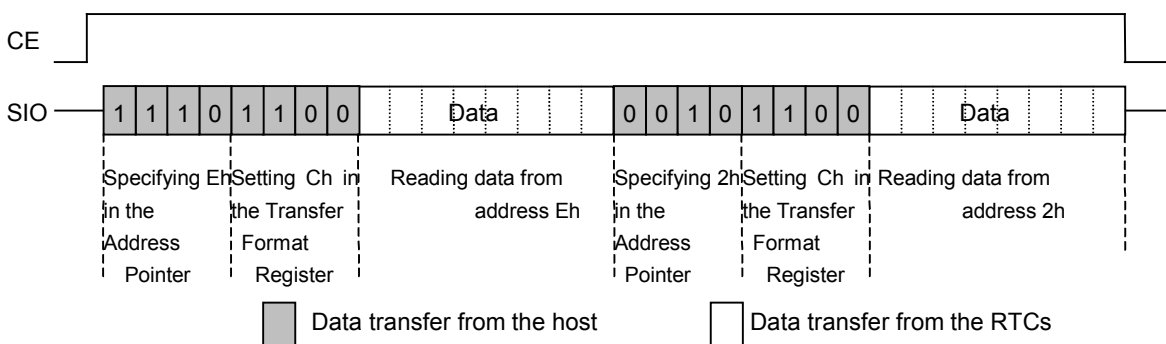 CE
SIO 1 1 1 0 1 1 0 0 Data 0 0 1 0 1 1 0 0 Data
Specifying Eh Setting Ch in Reading data from Specifying 2h Setting Ch in Reading data from
in the the Transfer address Eh in the the Transfer address 2h
Address Format Address Format
Pointer Register Pointer Register
Data transfer from the host Data transfer from the RTCs